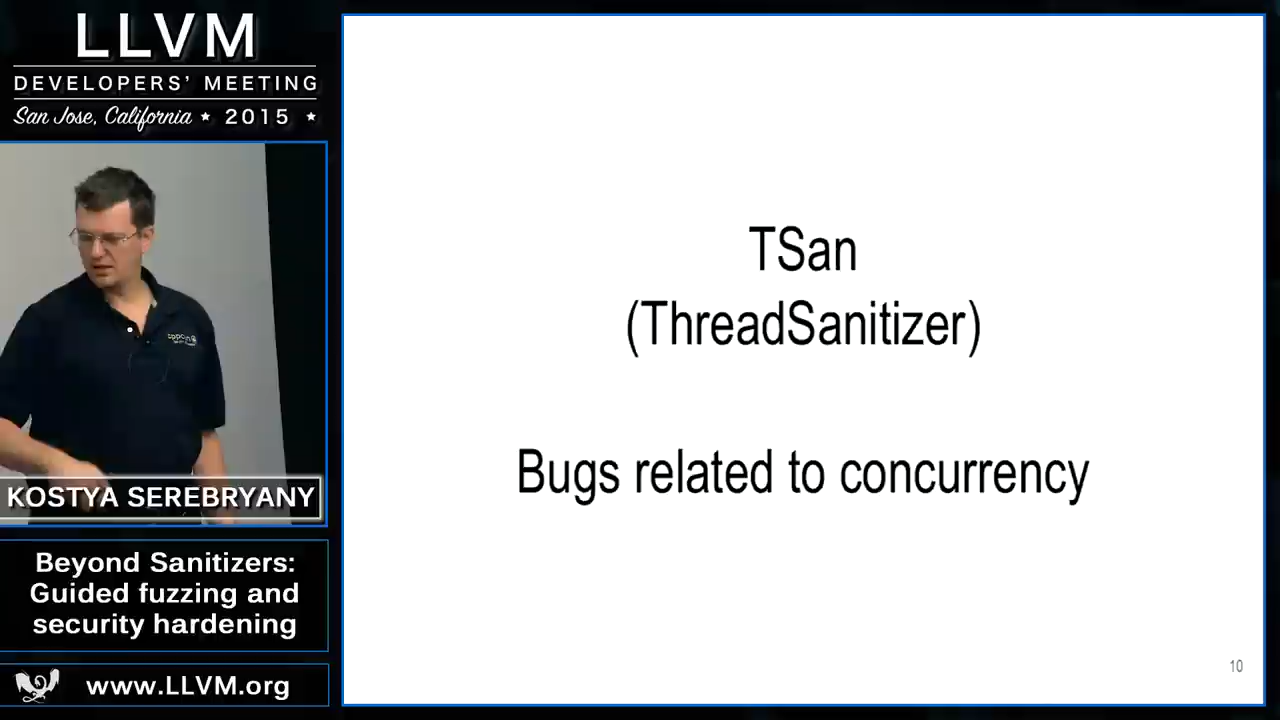 LLVM
DEVELOPERS' MEETING
San Jose, California ★ 2015 ★
KOSTYA SEREBRYANY
Beyond Sanitizers:
Guided fuzzing and
security hardening
www.LLVM.org
TSan
(ThreadSanitizer)
Bugs related to concurrency
10